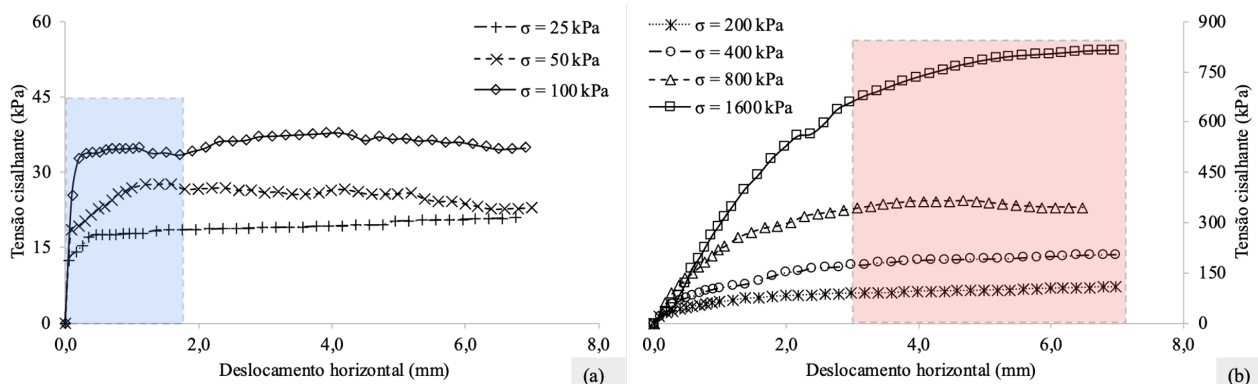 60
45
30
15
0
Tensão cisalhante (kPa)
σ = 25 kPa
σ = 50 kPa
σ = 100 kPa
0,0 2,0 4,0 6,0 8,0
Deslocamento horizontal (mm)
(a)
σ = 200 kPa
σ = 400 kPa
σ = 800 kPa
σ = 1600 kPa
900
750
600
450
300
150
0
Tensão cisalhante (kPa)
0,0 2,0 4,0 6,0 8,0
Deslocamento horizontal (mm)
(b)